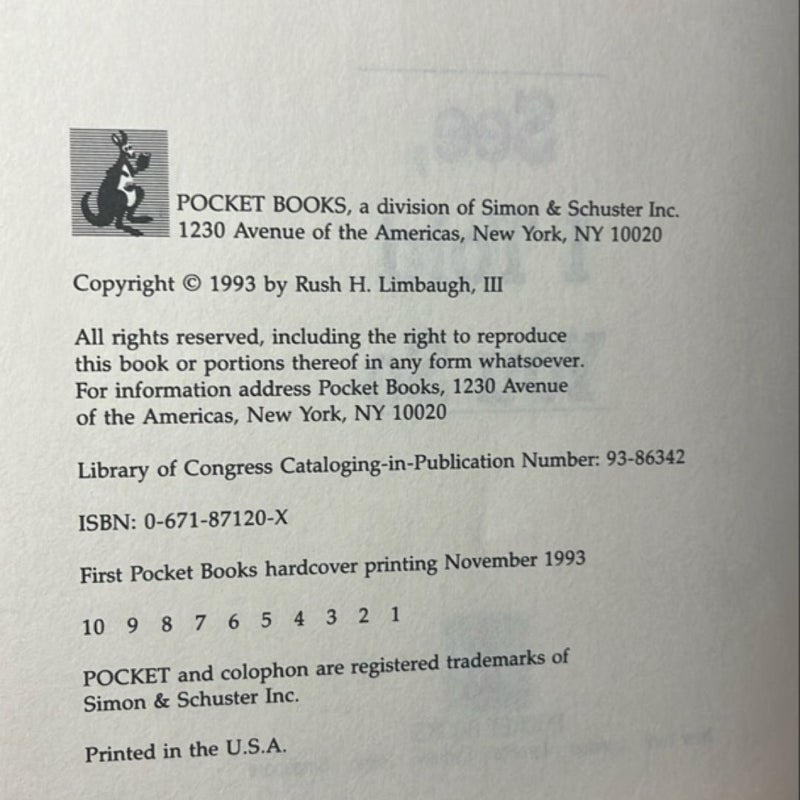 POCKET BOOKS, a division of Simon & Schuster Inc.
1230 Avenue of the Americas, New York, NY 10020
Copyright © 1993 by Rush H. Limbaugh, III
All rights reserved, including the right to reproduce
this book or portions thereof in any form whatsoever.
For information address Pocket Books, 1230 Avenue
of the Americas, New York, NY 10020
Library of Congress Cataloging-in-Publication Number: 93-86342
ISBN: 0-671-87120-X
First Pocket Books hardcover printing November 1993
10 9 8 7 6 5 4 3 2 1
POCKET and colophon are registered trademarks of
Simon & Schuster Inc.
Printed in the U.S.A.